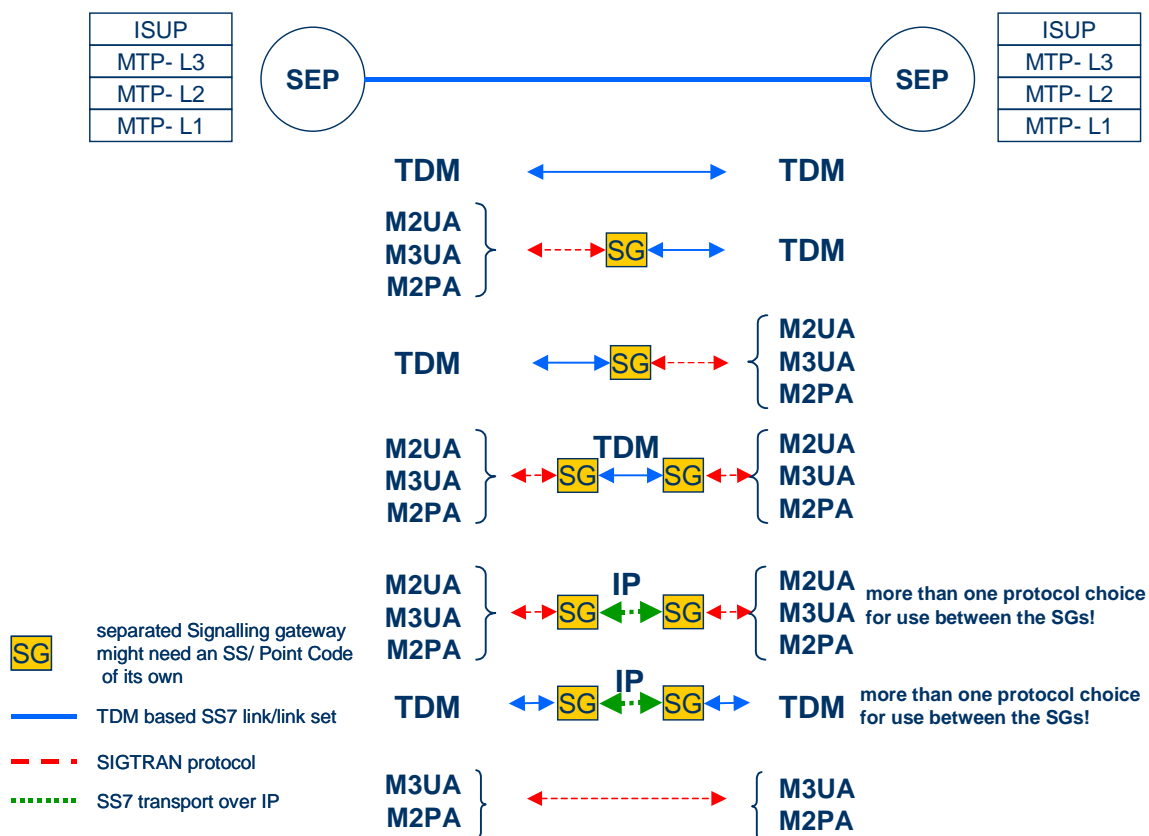 ISUP
MTP- L3
MTP- L2
MTP- L1
SEP
SEP
ISUP
MTP- L3
MTP- L2
MTP- L1
TDM
TDM
M2UA
M3UA
M2PA
SG
TDM
TDM
SG
M2UA
M3UA
M2PA
M2UA
M3UA
M2PA
TDM
SG
SG
M2UA
M3UA
M2PA
M2UA
M3UA
M2PA
IP
SG
SG
M2UA
M3UA
M2PA
more than one protocol choice
for use between the SGs!
TDM
IP
SG
SG
TDM
more than one protocol choice
for use between the SGs!
M3UA
M2PA
M3UA
M2PA
SG
separated Signalling gateway
might need an SS/ Point Code
of its own
TDM based SS7 link/link set
SIGTRAN protocol
SS7 transport over IP